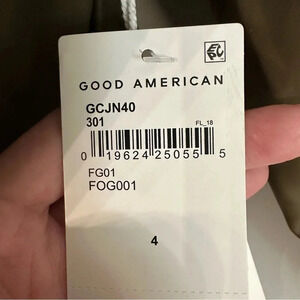 GOOD AMERICAN
GCJN40
301
FL_18
0 19624 25055 5
FG01
FOG001
4